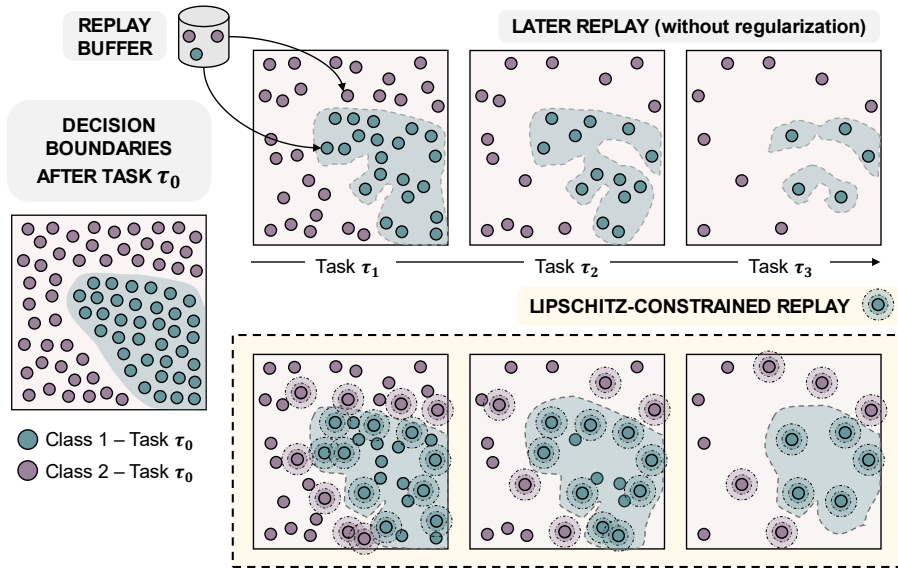 REPLAY
BUFFER
LATER REPLAY (without regularization)
DECISION
BOUNDARIES
AFTER TASK τ₀
Task τ₁
Task τ₂
Task τ₃
LIPSCHITZ-CONSTRAINED REPLAY
Class 1 – Task τ₀
Class 2 – Task τ₀